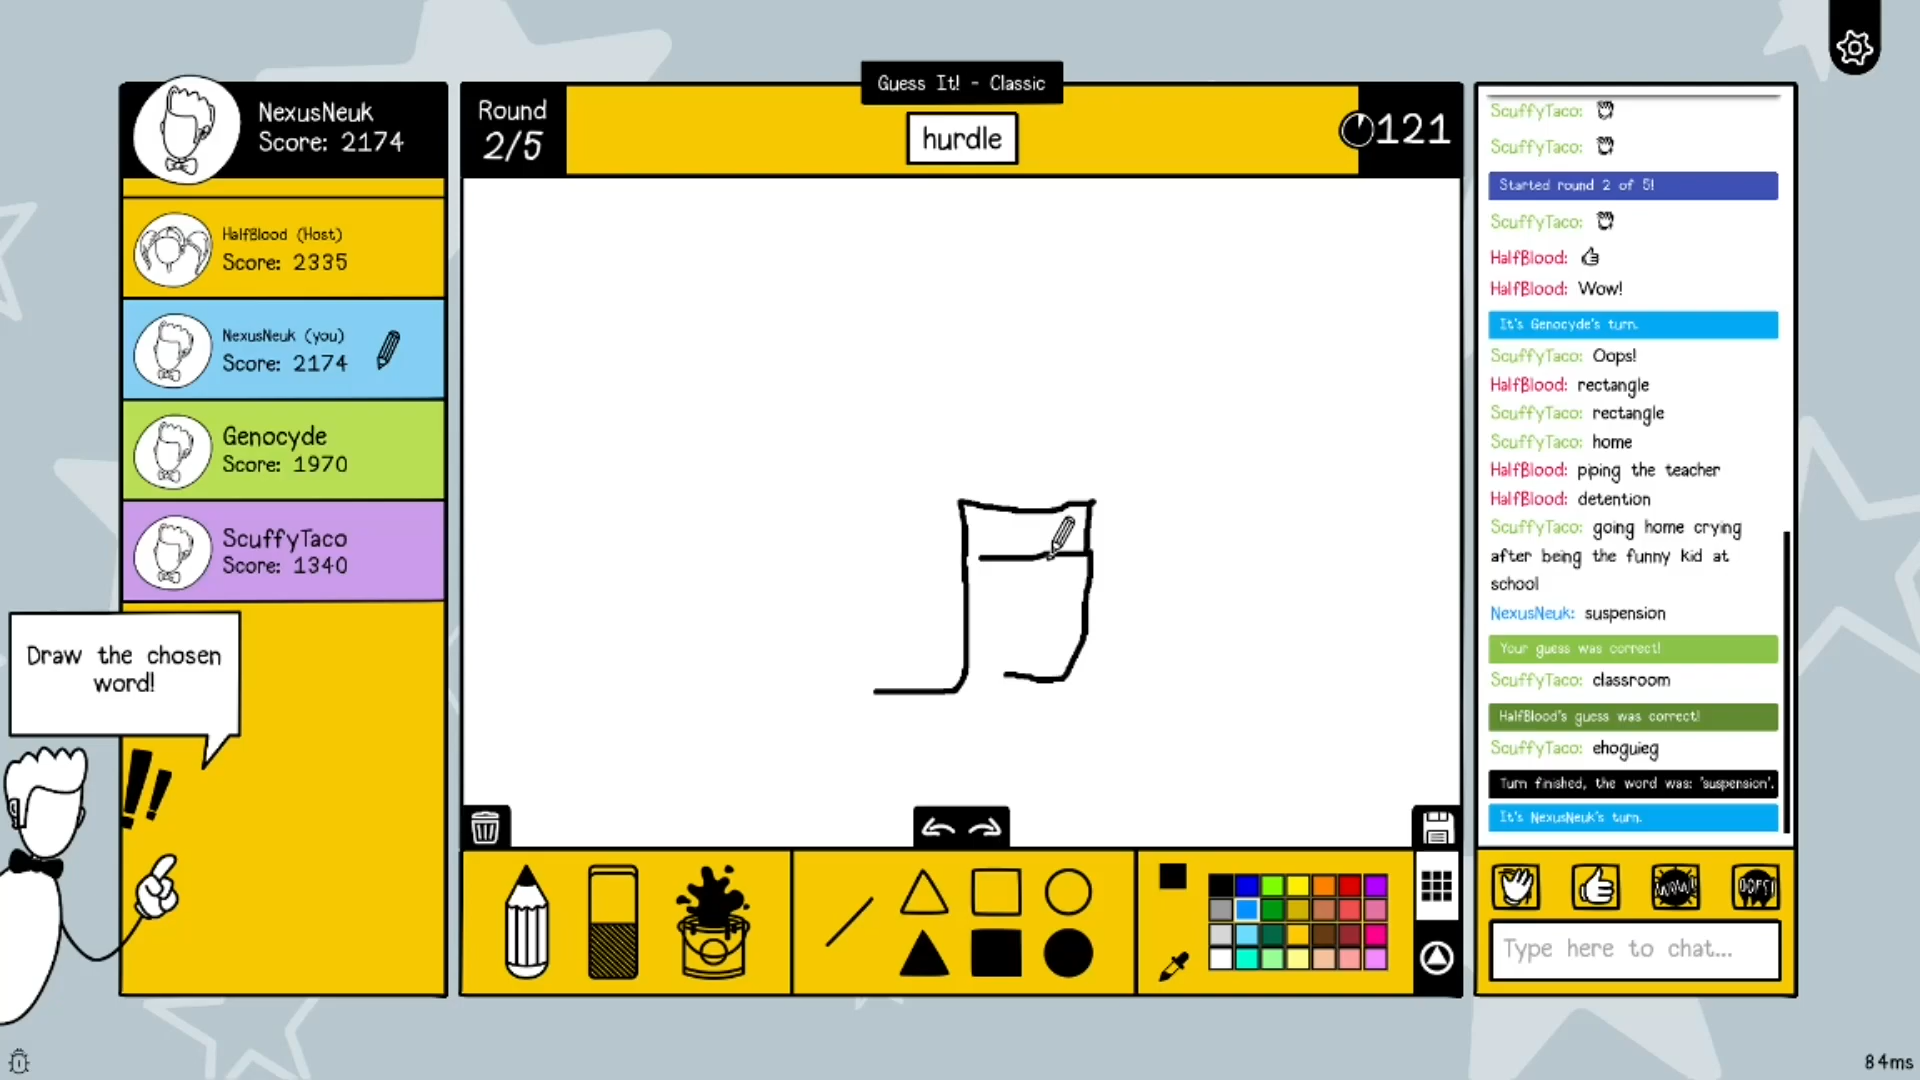 NexusNeuk
Score: 2174
HalfBlood (Host)
Score: 2335
NexusNeuk (you)
Score: 2174
Genocyde
Score: 1970
ScuffyTaco
Score: 1340
Draw the chosen
word!
Round
2/5
Guess It! - Classic
hurdle
121
ScuffyTaco:
ScuffyTaco:
Started round 2 of 5!
ScuffyTaco:
HalfBlood:
HalfBlood: Wow!
It's Genocyde's turn.
ScuffyTaco: Oops!
HalfBlood: rectangle
ScuffyTaco: rectangle
ScuffyTaco: home
HalfBlood: piping the teacher
HalfBlood: detention
ScuffyTaco: going home crying
after being the funny kid at
school
NexusNeuk: suspension
Your guess was correct!
ScuffyTaco: classroom
HalfBlood's guess was correct!
ScuffyTaco: ehoguieg
Turn finished, the word was: 'suspension'.
It's NexusNeuk's turn.
WOW!
OOPS!
Type here to chat...
84ms